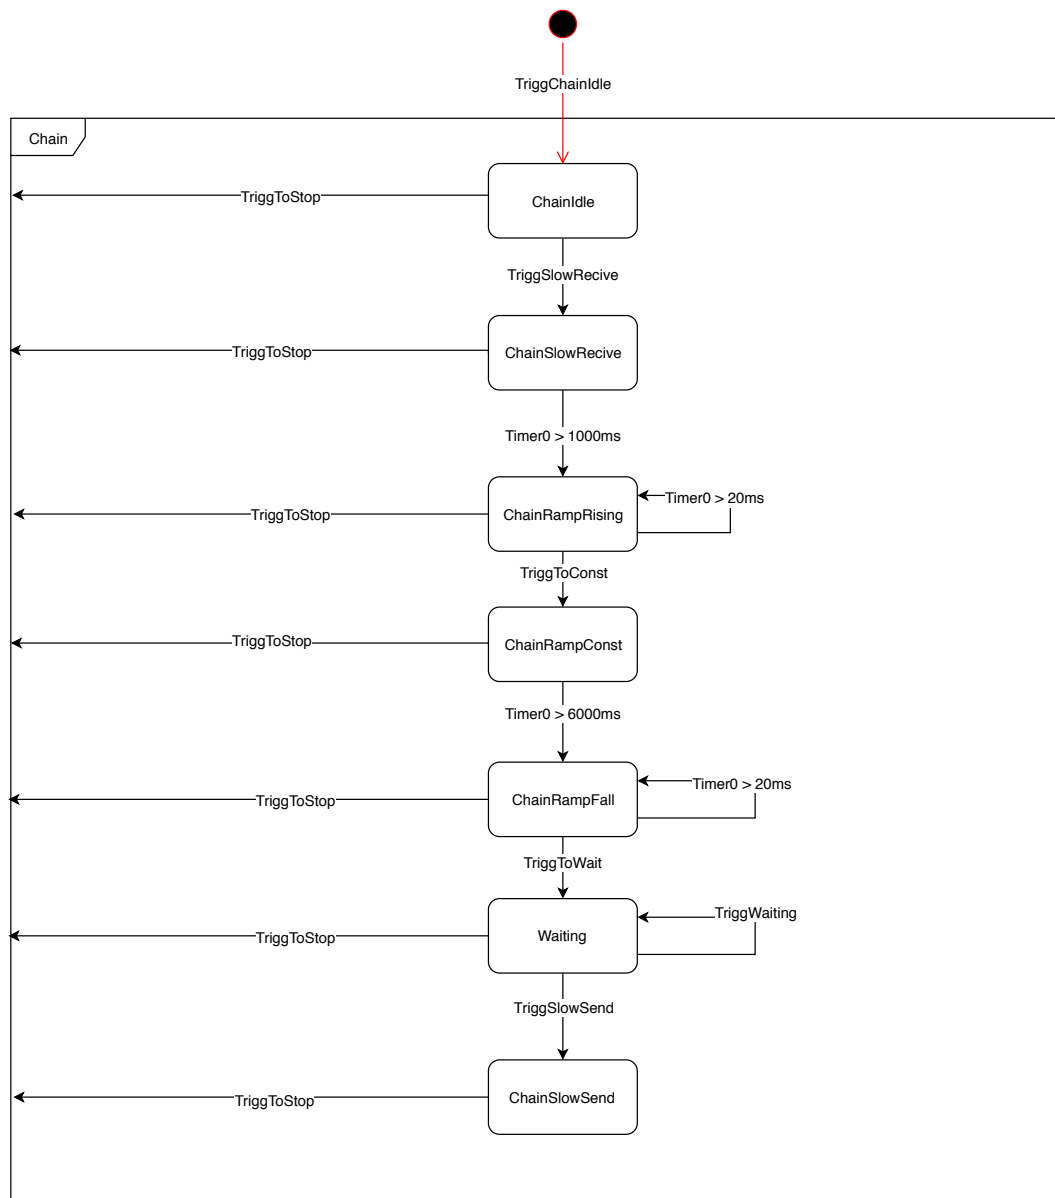 TriggChainIdle
Chain
ChainIdle
TriggToStop
TriggSlowRecive
ChainSlowRecive
TriggToStop
Timer0 > 1000ms
Timer0 > 20ms
ChainRampRising
TriggToStop
TriggToConst
ChainRampConst
TriggToStop
Timer0 > 6000ms
Timer0 > 20ms
ChainRampFall
TriggToStop
TriggToWait
TriggWaiting
Waiting
TriggToStop
TriggSlowSend
ChainSlowSend
TriggToStop